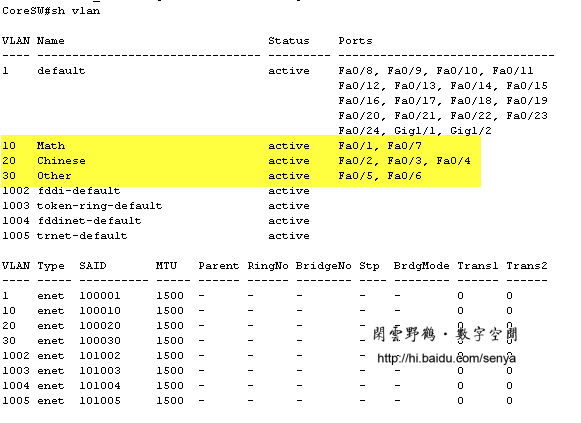 CoreSW#sh vlan
VLAN Name Status Ports
---- -------------------------------- --------- -------------------------------
1 default active Fa0/8, Fa0/9, Fa0/10, Fa0/11
Fa0/12, Fa0/13, Fa0/14, Fa0/15
Fa0/16, Fa0/17, Fa0/18, Fa0/19
Fa0/20, Fa0/21, Fa0/22, Fa0/23
Fa0/24, Gig1/1, Gig1/2
10 Math active Fa0/1, Fa0/7
20 Chinese active Fa0/2, Fa0/3, Fa0/4
30 Other active Fa0/5, Fa0/6
1002 fddi-default active
1003 token-ring-default active
1004 fddinet-default active
1005 trnet-default active
VLAN Type SAID MTU Parent RingNo BridgeNo Stp BrdgMode Trans1 Trans2
---- ----- ---------- ----- ------ ------ -------- ---- -------- ------ ------
1 enet 100001 1500 - - - - - 0 0
10 enet 100010 1500 - - - - - 0 0
20 enet 100020 1500 - - - - - 0 0
30 enet 100030 1500 - - - - - 0 0
1002 enet 101002 1500 - - - - - 0 0
1003 enet 101003 1500 - - - - - 0 0
1004 enet 101004 1500 - - - - - 0 0
1005 enet 101005 1500 - - - - - 0 0
閑雲野鶴·數字空間
http://hi.baidu.com/senya